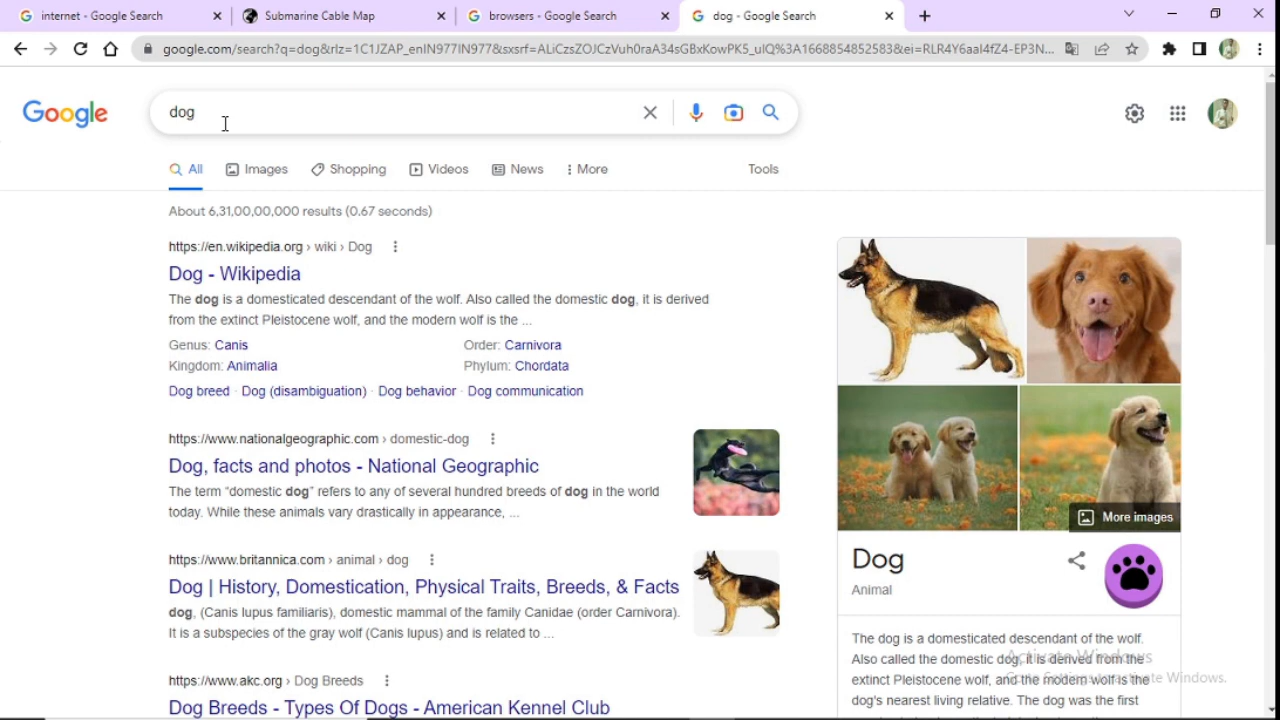 internet - Google Search
Submarine Cable Map
browsers - Google Search
dog - Google Search
google.com/search?q=dog&rlz=1C1JZAP_enIN977IN977&sxsrf=ALiCzsZOJCzVuh0raA34sGBxKowPK5_uIQ%3A1668854852583&ei=RLR4Y6aal4fZ4-EP3N...
Google
dog
All Images Shopping Videos News More Tools
About 6,31,00,00,000 results (0.67 seconds)
https://en.wikipedia.org › wiki › Dog
Dog - Wikipedia
The dog is a domesticated descendant of the wolf. Also called the domestic dog, it is derived
from the extinct Pleistocene wolf, and the modern wolf is the ...
Genus: Canis Order: Carnivora
Kingdom: Animalia Phylum: Chordata
Dog breed · Dog (disambiguation) · Dog behavior · Dog communication
https://www.nationalgeographic.com › domestic-dog
Dog, facts and photos - National Geographic
The term “domestic dog” refers to any of several hundred breeds of dog in the world
today. While these animals vary drastically in appearance, ...
https://www.britannica.com › animal › dog
Dog | History, Domestication, Physical Traits, Breeds, & Facts
dog, (Canis lupus familiaris), domestic mammal of the family Canidae (order Carnivora).
It is a subspecies of the gray wolf (Canis lupus) and is related to ...
https://www.akc.org › Dog Breeds
Dog Breeds - Types Of Dogs - American Kennel Club
More images
Dog
Animal
The dog is a domesticated descendant of the wolf.
Also called the domestic dog, it is derived from the
extinct Pleistocene wolf, and the modern wolf is the
dog's nearest living relative. The dog was the first
Activate Windows
Go to Settings to activate Windows.